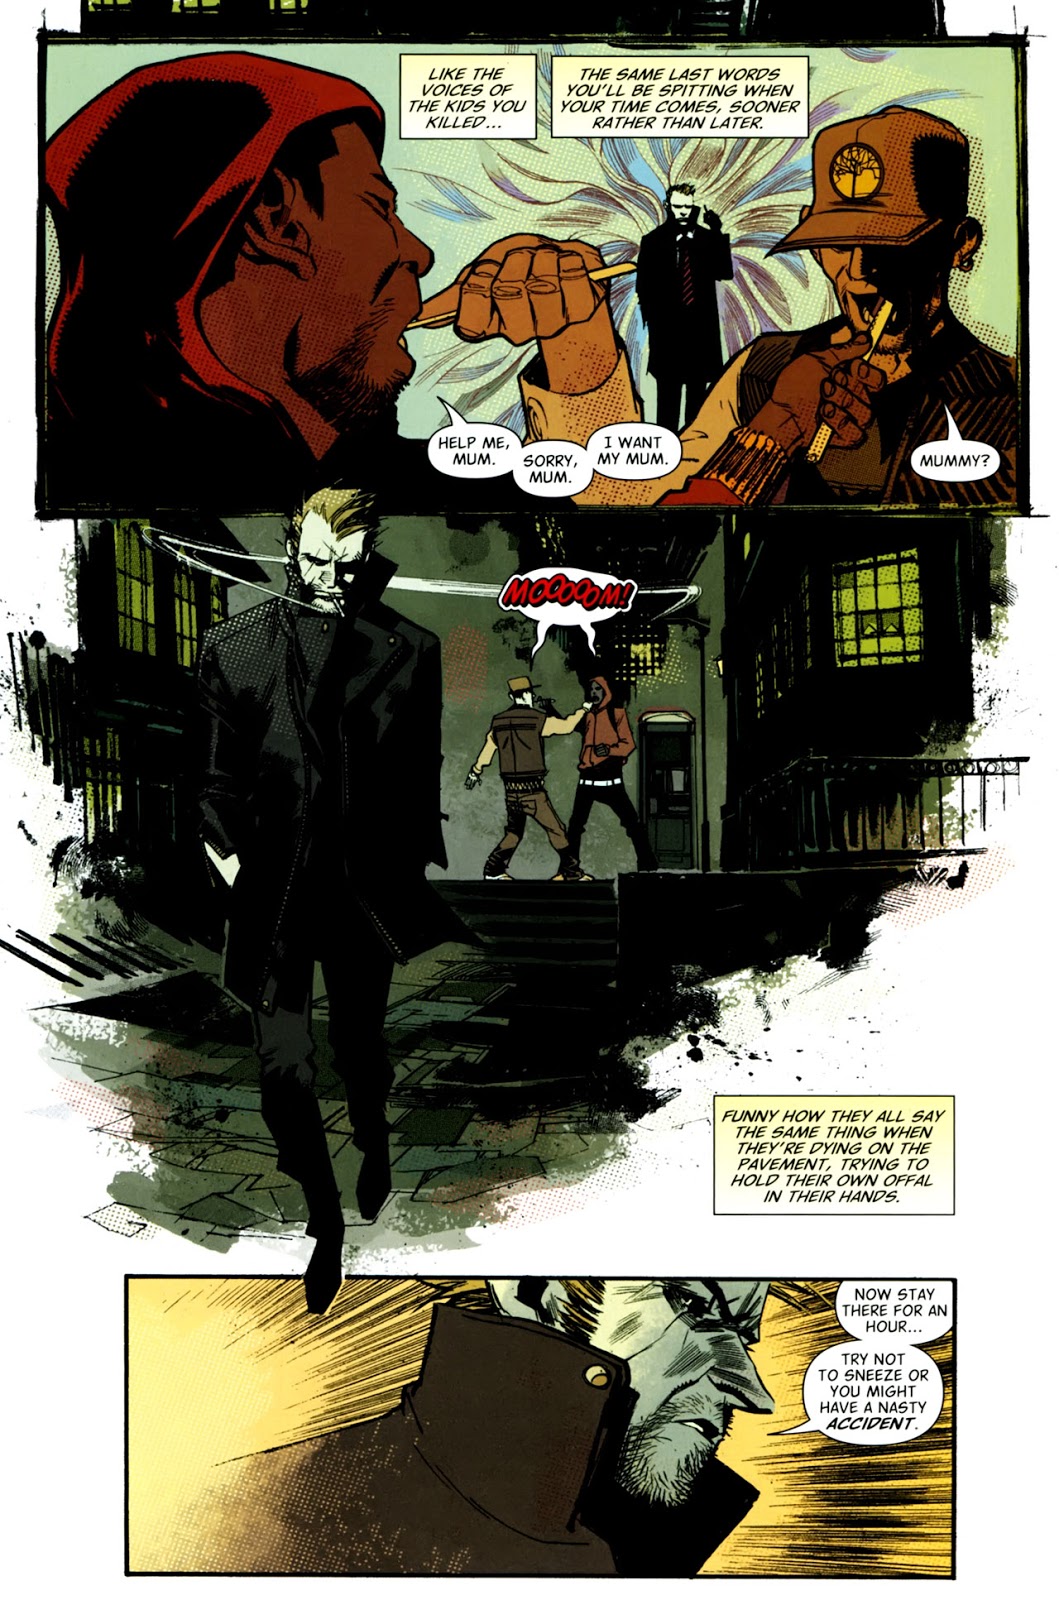 LIKE THE
VOICES OF
THE KIDS YOU
KILLED...
THE SAME LAST WORDS
YOU'LL BE SPITTING WHEN
YOUR TIME COMES, SOONER
RATHER THAN LATER.
HELP ME,
MUM.
SORRY,
MUM.
I WANT
MY MUM.
MUMMY?
MOOOOOM!
FUNNY HOW THEY ALL SAY
THE SAME THING WHEN
THEY'RE DYING ON THE
PAVEMENT, TRYING TO
HOLD THEIR OWN OFFAL
IN THEIR HANDS.
NOW STAY
THERE FOR AN
HOUR...
TRY NOT
TO SNEEZE OR
YOU MIGHT
HAVE A NASTY
ACCIDENT.